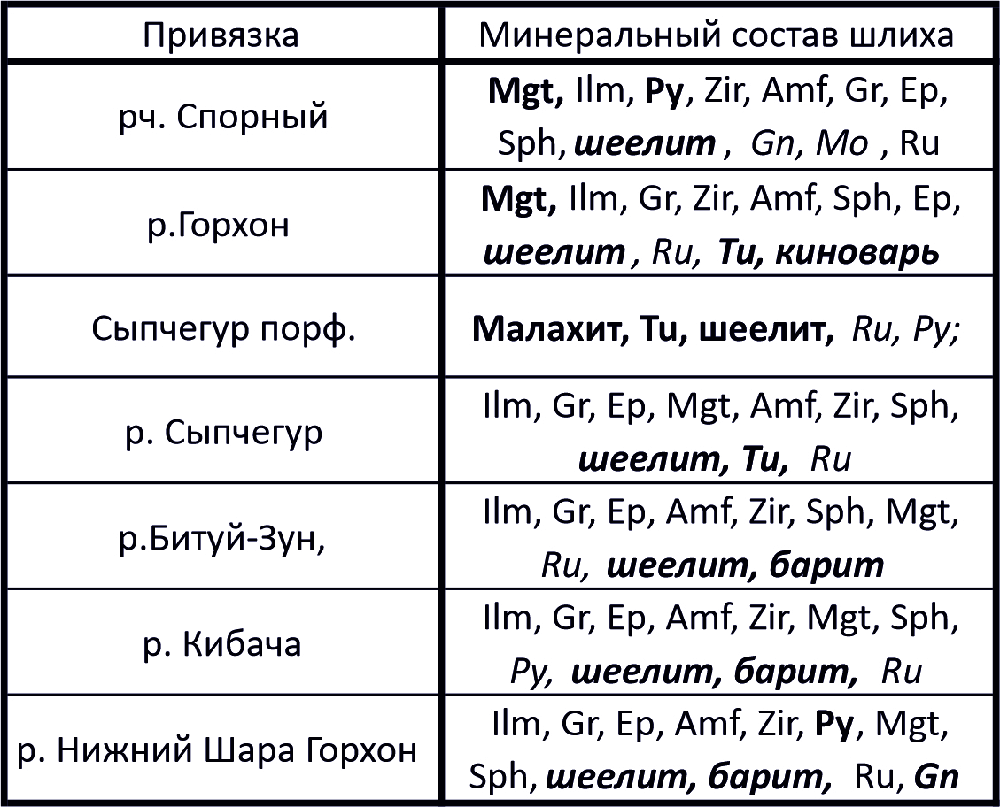 Привязка
Минеральный состав шлиха
рч. Спорный
Mgt, Ilm, Py, Zir, Amf, Gr, Ep,
Sph, шеелит , Gn, Mo , Ru
р.Горхон
Mgt, Ilm, Gr, Zir, Amf, Sph, Ep,
шеелит , Ru, Tu, киноварь
Сыпчегур порф.
Малахит, Tu, шеелит, Ru, Py;
р. Сыпчегур
Ilm, Gr, Ep, Mgt, Amf, Zir, Sph,
шеелит, Tu, Ru
р.Битуй-Зун,
Ilm, Gr, Ep, Amf, Zir, Sph, Mgt,
Ru, шеелит, барит
р. Кибача
Ilm, Gr, Ep, Amf, Zir, Mgt, Sph,
Py, шеелит, барит, Ru
р. Нижний Шара Горхон
Ilm, Gr, Ep, Amf, Zir, Py, Mgt,
Sph, шеелит, барит, Ru, Gn